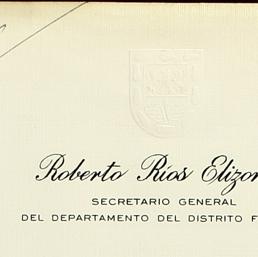 Roberto Ríos Elizon
SECRETARIO GENERAL
DEL DEPARTAMENTO DEL DISTRITO F